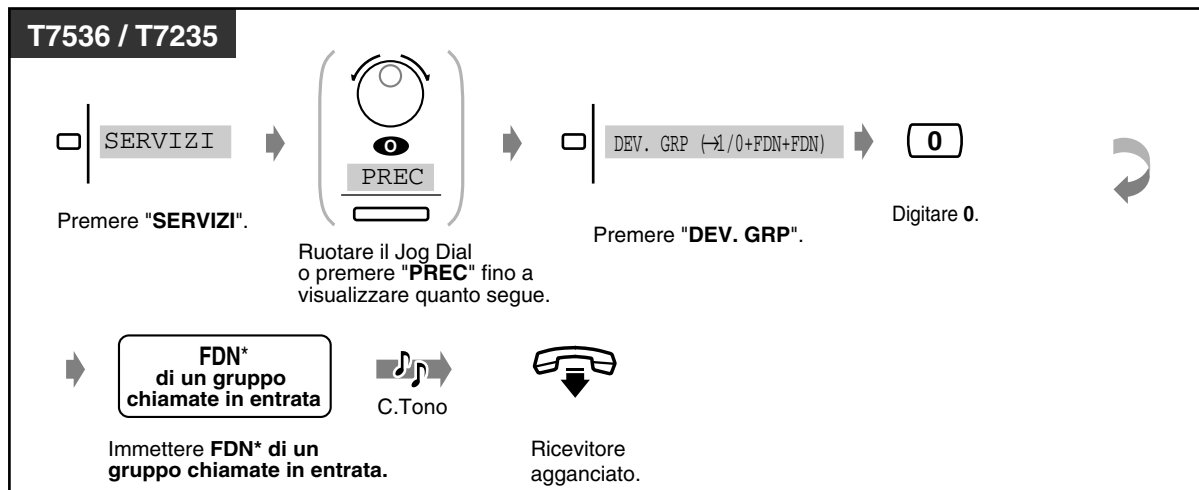 T7536 / T7235
SERVIZI
Premere "SERVIZI".
O
PREC
Ruotare il Jog Dial
o premere "PREC" fino a
visualizzare quanto segue.
DEV. GRP (→1/0+FDN+FDN)
Premere "DEV. GRP".
0
Digitare 0.
FDN*
di un gruppo
chiamate in entrata
Immettere FDN* di un
gruppo chiamate in entrata.
C.Tono
Ricevitore
agganciato.